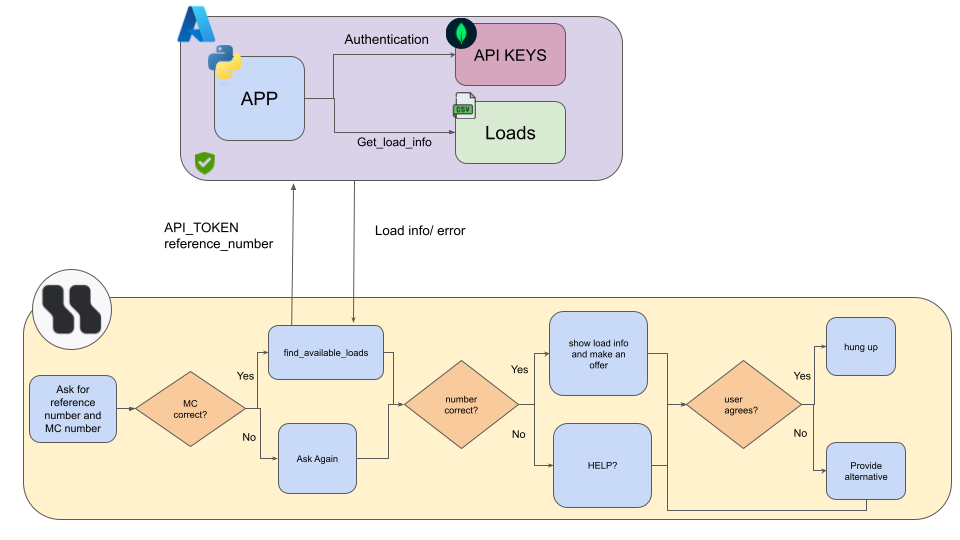 Authentication
API KEYS
APP
CSV
Loads
Get_load_info
API_TOKEN
reference_number
Load info/ error
Ask for
reference
number and
MC number
MC
correct?
Yes
No
find_available_loads
Ask Again
number
correct?
Yes
No
show load info
and make an
offer
HELP?
user
agrees?
Yes
No
hung up
Provide
alternative